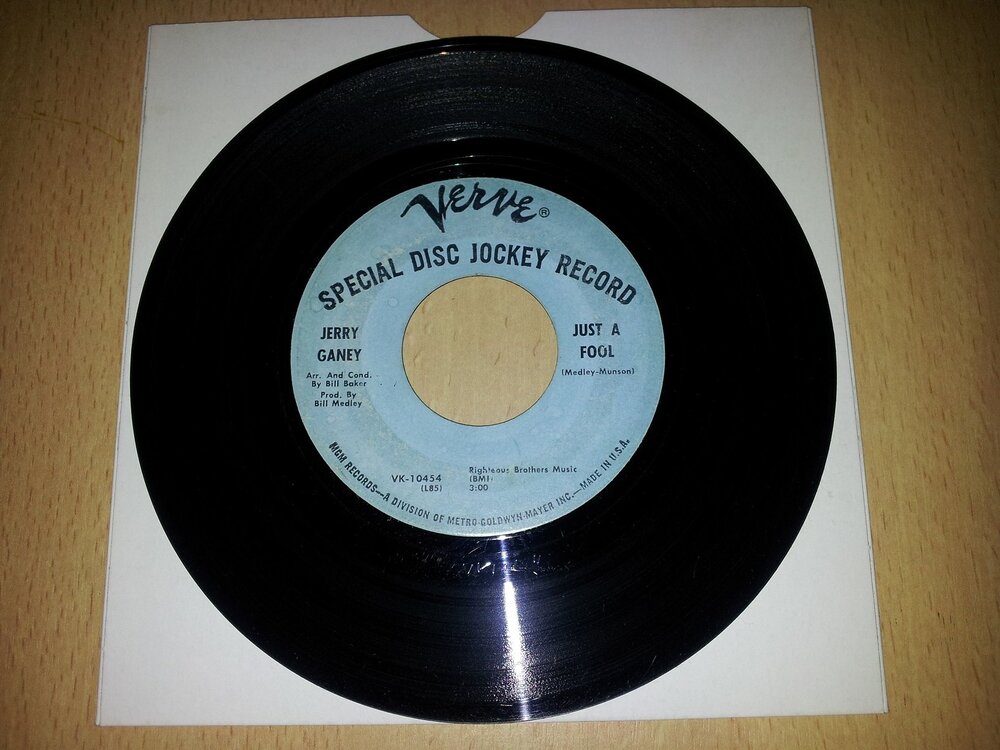 VERVE®
SPECIAL DISC JOCKEY RECORD
JERRY
GANEY
Arr. And Cond.
By Bill Baker
Prod. By
Bill Medley
JUST A
FOOL
(Medley-Munson)
VK-10454
(L85)
Righteous Brothers Music
(BMI)
3:00
MGM RECORDS—A DIVISION OF METRO-GOLDWYN-MAYER INC.—MADE IN U.S.A.